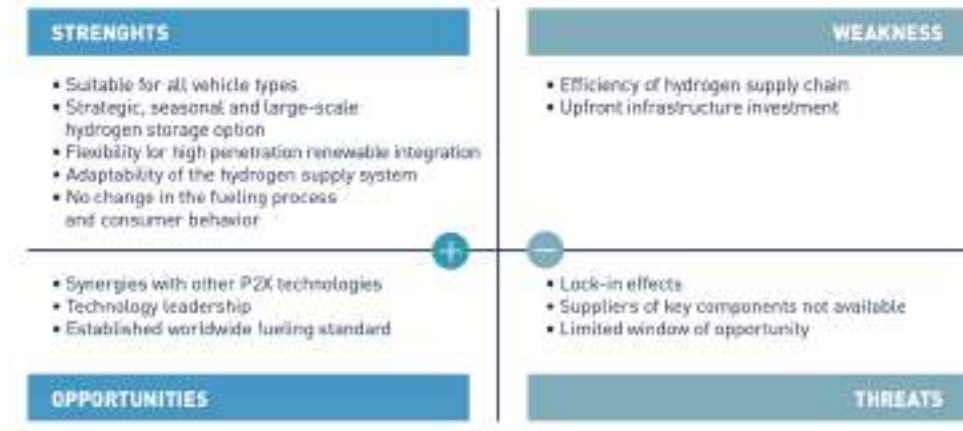 STRENGHTS
• Suitable for all vehicle types
• Strategic, seasonal and large-scale
hydrogen storage option
• Flexibility for high penetration renewable integration
• Adaptability of the hydrogen supply system
• No change in the fueling process
and consumer behavior
WEAKNESS
• Efficiency of hydrogen supply chain
• Upfront infrastructure investment
+
−
• Synergies with other P2X technologies
• Technology leadership
• Established worldwide fueling standard
OPPORTUNITIES
• Lock-in effects
• Suppliers of key components not available
• Limited window of opportunity
THREATS